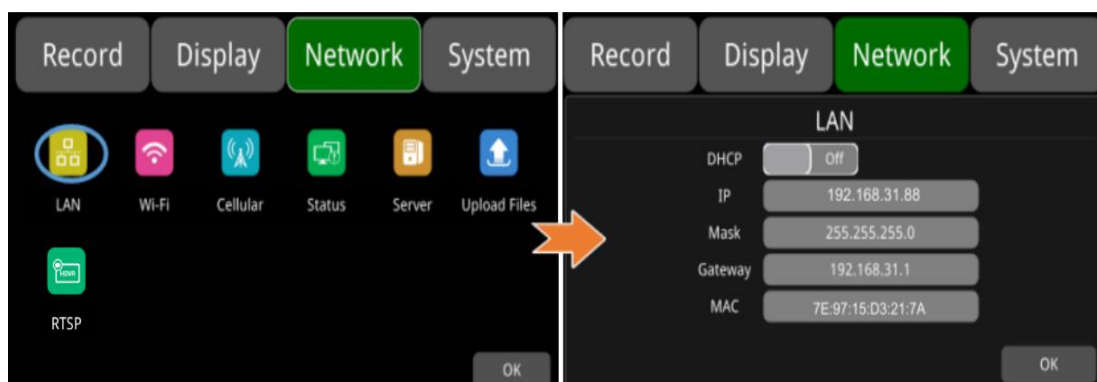 Record Display Network System
LAN Wi-Fi Cellular Status Server Upload Files
HDVR
RTSP
OK
Record Display Network System
LAN
DHCP Off
IP 192.168.31.88
Mask 255.255.255.0
Gateway 192.168.31.1
MAC 7E:97:15:D3:21:7A
OK